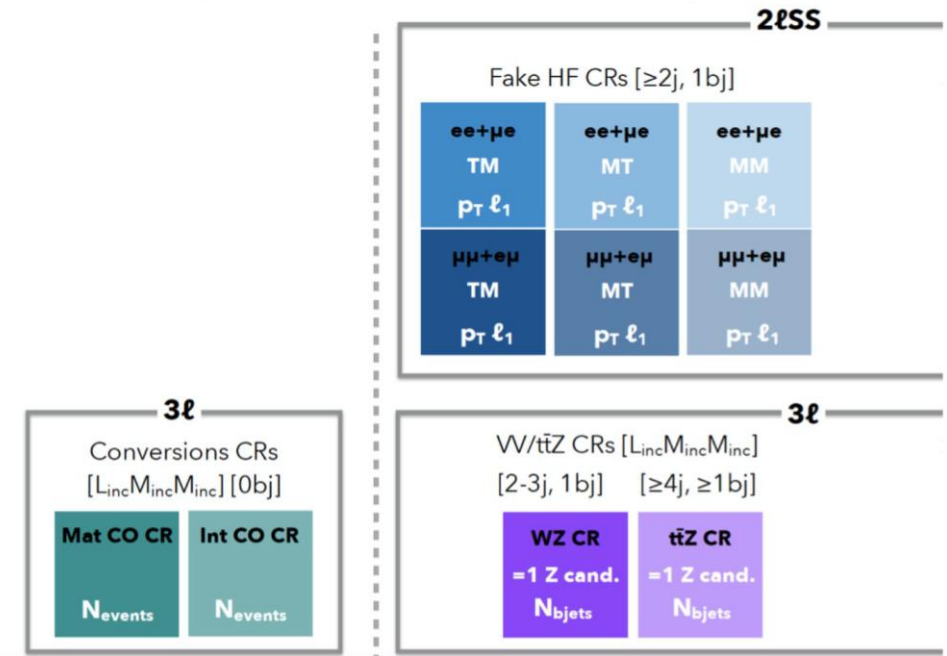 2ℓSS
Fake HF CRs [≥2j, 1bj]
ee+μe ee+μe ee+μe
TM MT MM
pT ℓ1 pT ℓ1 pT ℓ1
μμ+eμ μμ+eμ μμ+eμ
TM MT MM
pT ℓ1 pT ℓ1 pT ℓ1
3ℓ
Conversions CRs
[LincMincMinc] [0bj]
Mat CO CR Int CO CR
Nevents Nevents
3ℓ
VV/tt̄Z CRs [LincMincMinc]
[2-3j, 1bj] [≥4j, ≥1bj]
WZ CR tt̄Z CR
=1 Z cand. =1 Z cand.
Nbjets Nbjets